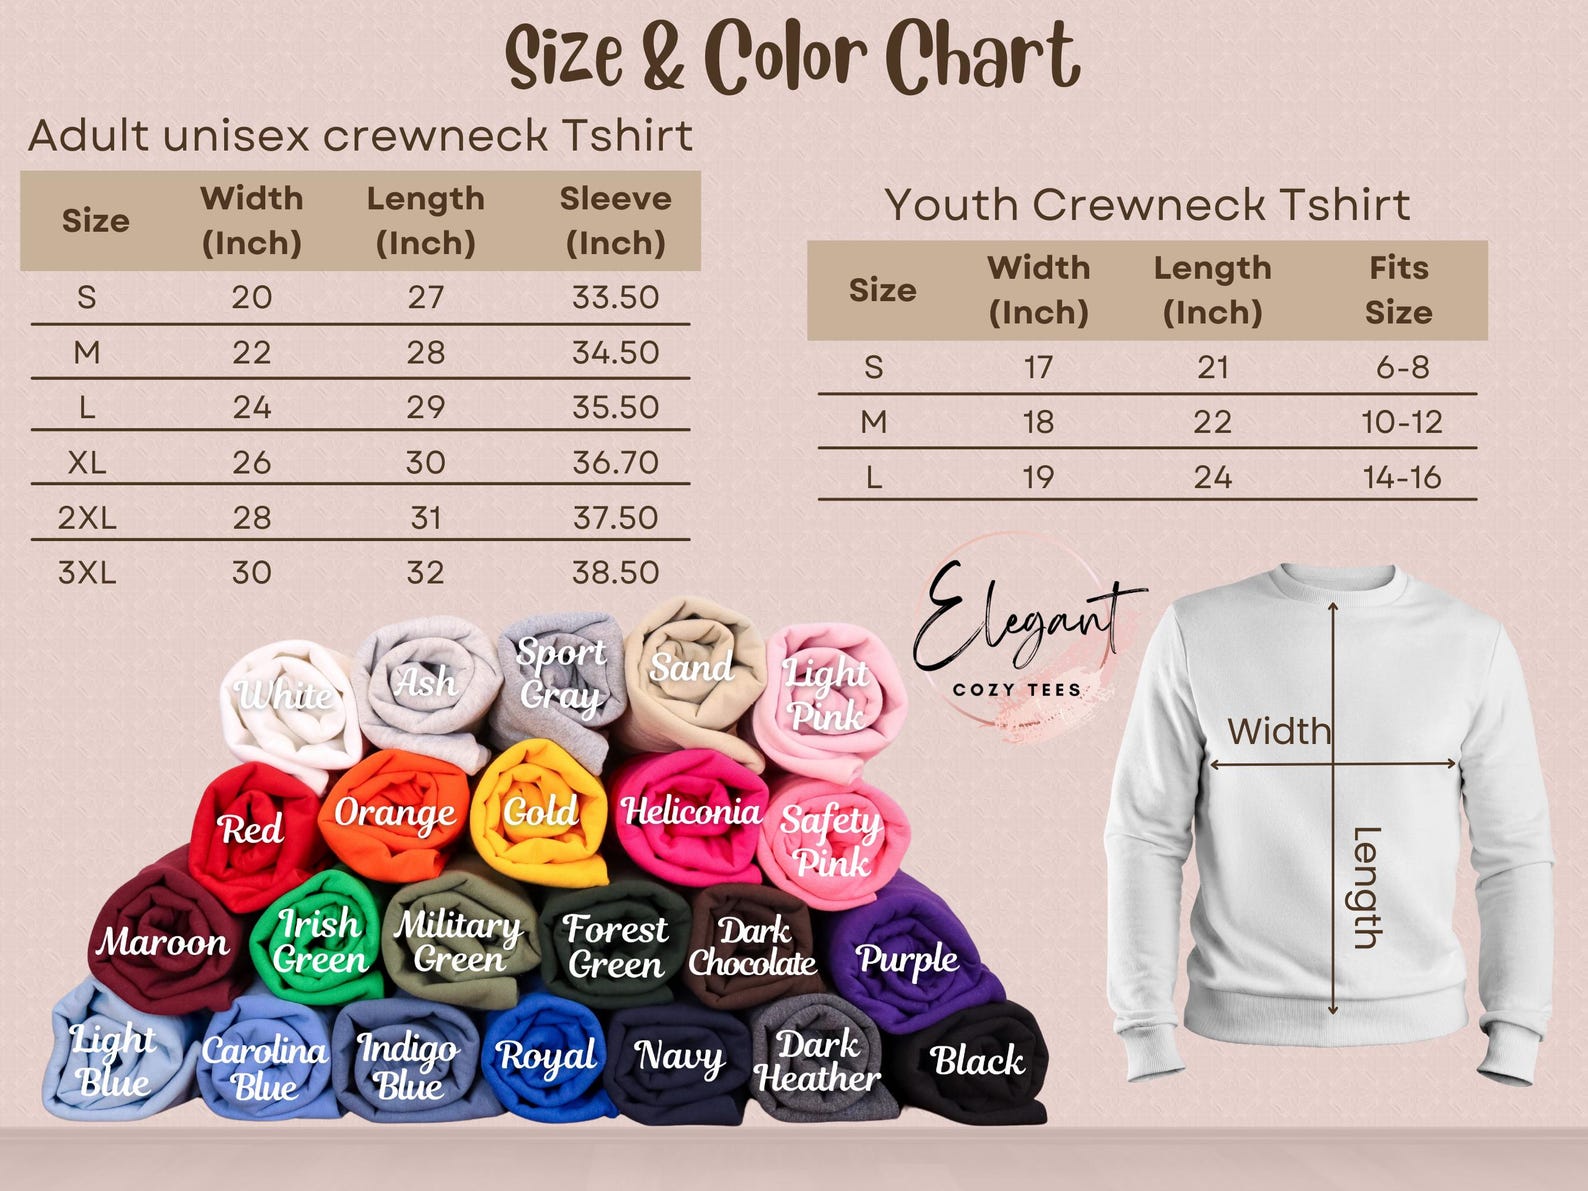 Size & Color Chart
Adult unisex crewneck Tshirt
Size Width (Inch) Length (Inch) Sleeve (Inch)
S 20 27 33.50
M 22 28 34.50
L 24 29 35.50
XL 26 30 36.70
2XL 28 31 37.50
3XL 30 32 38.50
Youth Crewneck Tshirt
Size Width (Inch) Length (Inch) Fits Size
S 17 21 6-8
M 18 22 10-12
L 19 24 14-16
Elegant
COZY TEES
Width
Length
White
Ash
Sport
Gray
Sand
Light
Pink
Red
Orange
Gold
Heliconia
Safety
Pink
Maroon
Irish
Green
Military
Green
Forest
Green
Dark
Chocolate
Purple
Light
Blue
Carolina
Blue
Indigo
Blue
Royal
Navy
Dark
Heather
Black